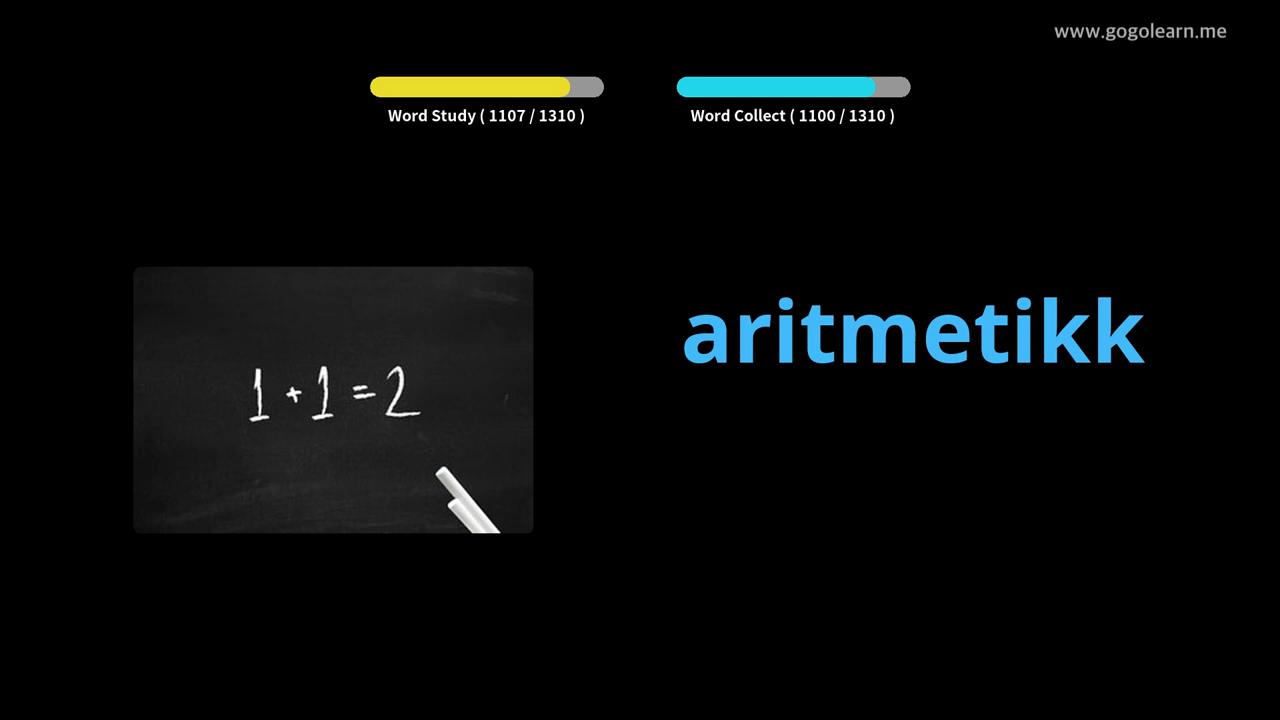 www.gogolearn.me
Word Study ( 1107 / 1310 )
Word Collect ( 1100 / 1310 )
aritmetikk
1 + 1 = 2